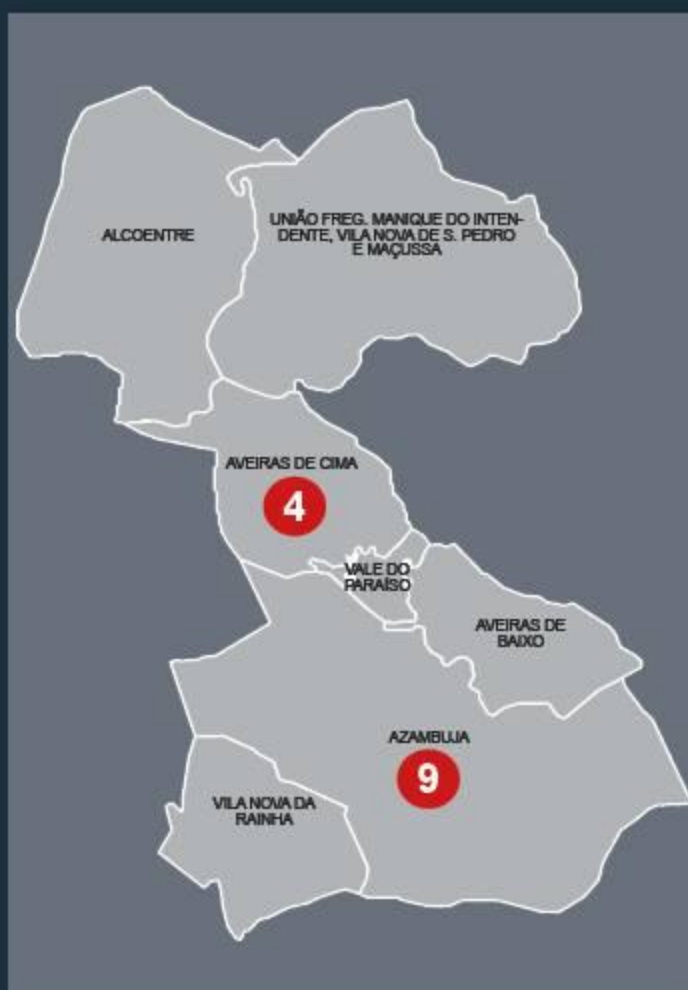 ALCOENTRE
UNIÃO FREG. MANIQUE DO INTEN-
DENTE, VILA NOVA DE S. PEDRO
E MAÇUSSA
AVEIRAS DE CIMA
4
VALE DO
PARAÍSO
AVEIRAS DE
BAIXO
AZAMBUJA
9
VILA NOVA DA
RAINHA